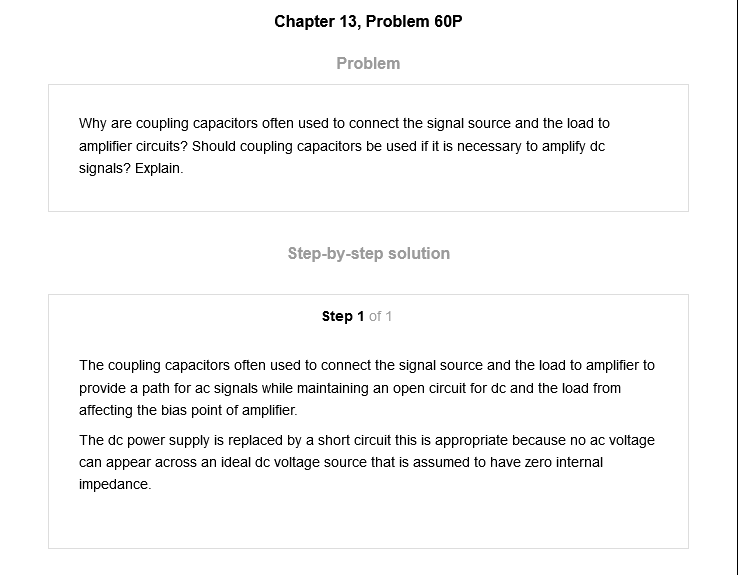 Chapter 13, Problem 60P
Problem
Why are coupling capacitors often used to connect the signal source and the load to
amplifier circuits? Should coupling capacitors be used if it is necessary to amplify dc
signals? Explain.
Step-by-step solution
Step 1 of 1
The coupling capacitors often used to connect the signal source and the load to amplifier to
provide a path for ac signals while maintaining an open circuit for dc and the load from
affecting the bias point of amplifier.
The dc power supply is replaced by a short circuit this is appropriate because no ac voltage
can appear across an ideal dc voltage source that is assumed to have zero internal
impedance.